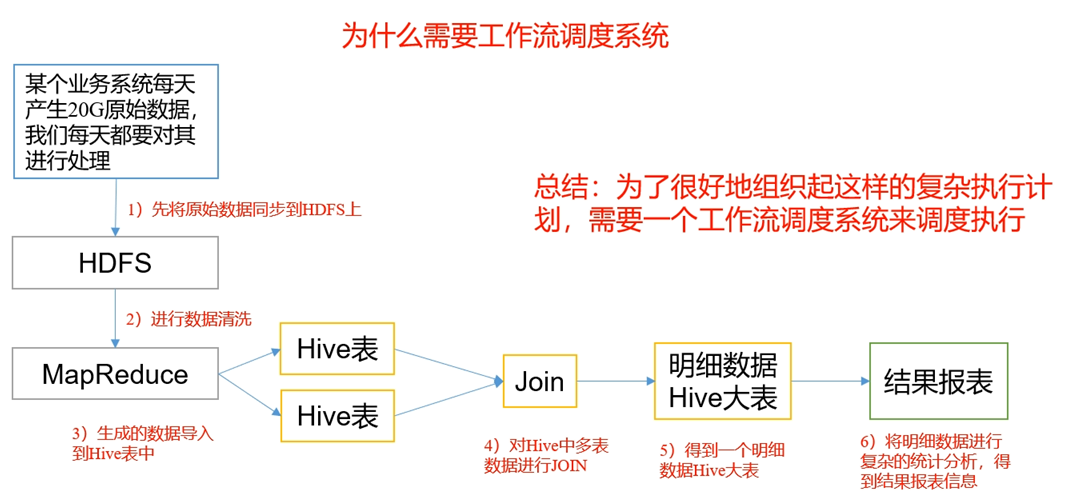 为什么需要工作流调度系统
某个业务系统每天
产生20G原始数据，
我们每天都要对其
进行处理
1）先将原始数据同步到HDFS上
总结：为了很好地组织起这样的复杂执行计
划，需要一个工作流调度系统来调度执行
HDFS
2）进行数据清洗
MapReduce
Hive表
Hive表
Join
明细数据
Hive大表
结果报表
3）生成的数据导入
到Hive表中
4）对Hive中多表
数据进行JOIN
5）得到一个明细
数据Hive大表
6）将明细数据进行
复杂的统计分析，得
到结果报表信息